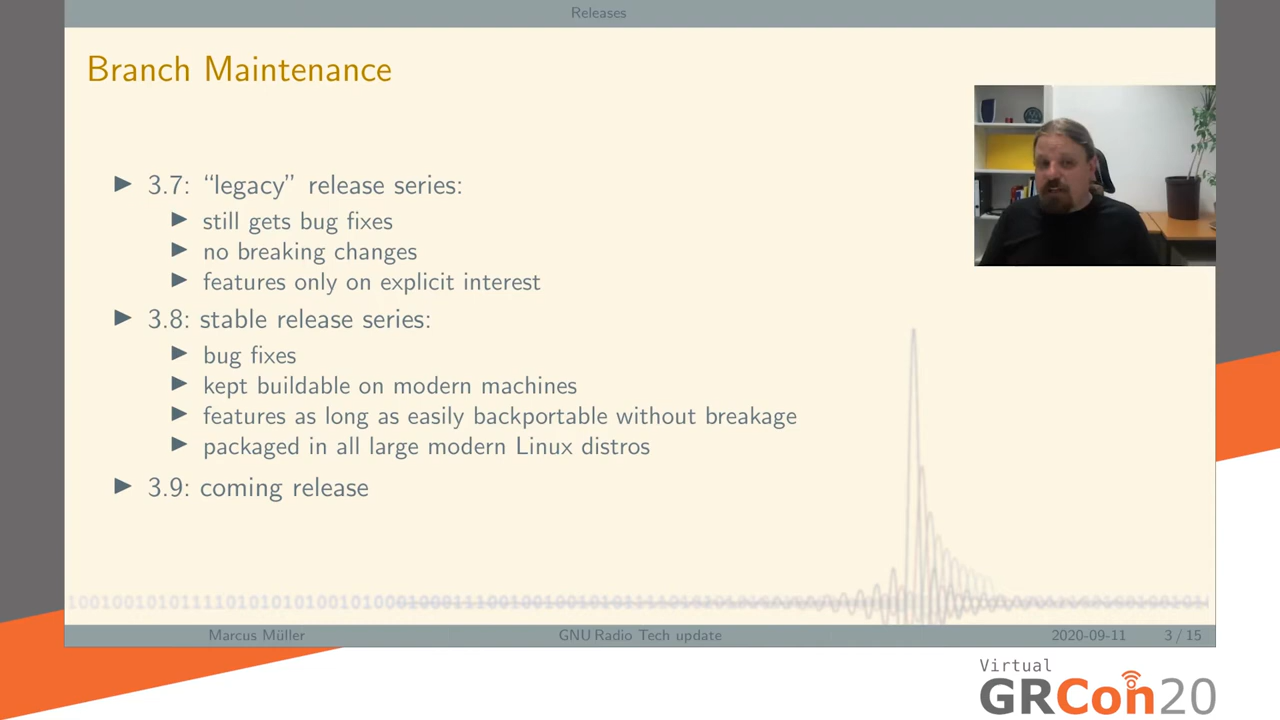 Releases
Branch Maintenance
3.7: “legacy” release series:
still gets bug fixes
no breaking changes
features only on explicit interest
3.8: stable release series:
bug fixes
kept buildable on modern machines
features as long as easily backportable without breakage
packaged in all large modern Linux distros
3.9: coming release
Marcus Müller
GNU Radio Tech update
2020-09-11
3 / 15
Virtual
GRCon20